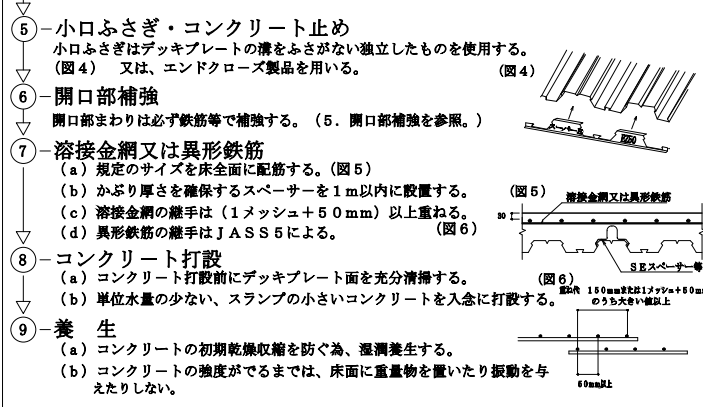 ⑤-小口ふさぎ・コンクリート止め
小口ふさぎはデッキプレートの溝をふさがない独立したものを使用する。
(図4) 又は、エンドクローズ製品を用いる。
(図4)
スーパーE
EZ50
⑥-開口部補強
開口部まわりは必ず鉄筋等で補強する。(5.開口部補強を参照。)
⑦-溶接金網又は異形鉄筋
(a)規定のサイズを床全面に配筋する。(図5)
(b)かぶり厚さを確保するスペーサーを1m以内に設置する。
(c)溶接金網の継手は(1メッシュ+50mm)以上重ねる。
(d)異形鉄筋の継手はJASS5による。 (図6)
(図5)
溶接金網又は異形鉄筋
30
SEスペーサー等
⑧-コンクリート打設
(a)コンクリート打設前にデッキプレート面を充分清掃する。
(b)単位水量の少ない、スランプの小さいコンクリートを入念に打設する。
(図6)
重ね代 150mmまたは1メッシュ+50m
のうち大きい値以上
50mm以上
⑨-養 生
(a)コンクリートの初期乾燥収縮を防ぐ為、湿潤養生する。
(b)コンクリートの強度がでるまでは、床面に重量物を置いたり振動を与
えたりしない。